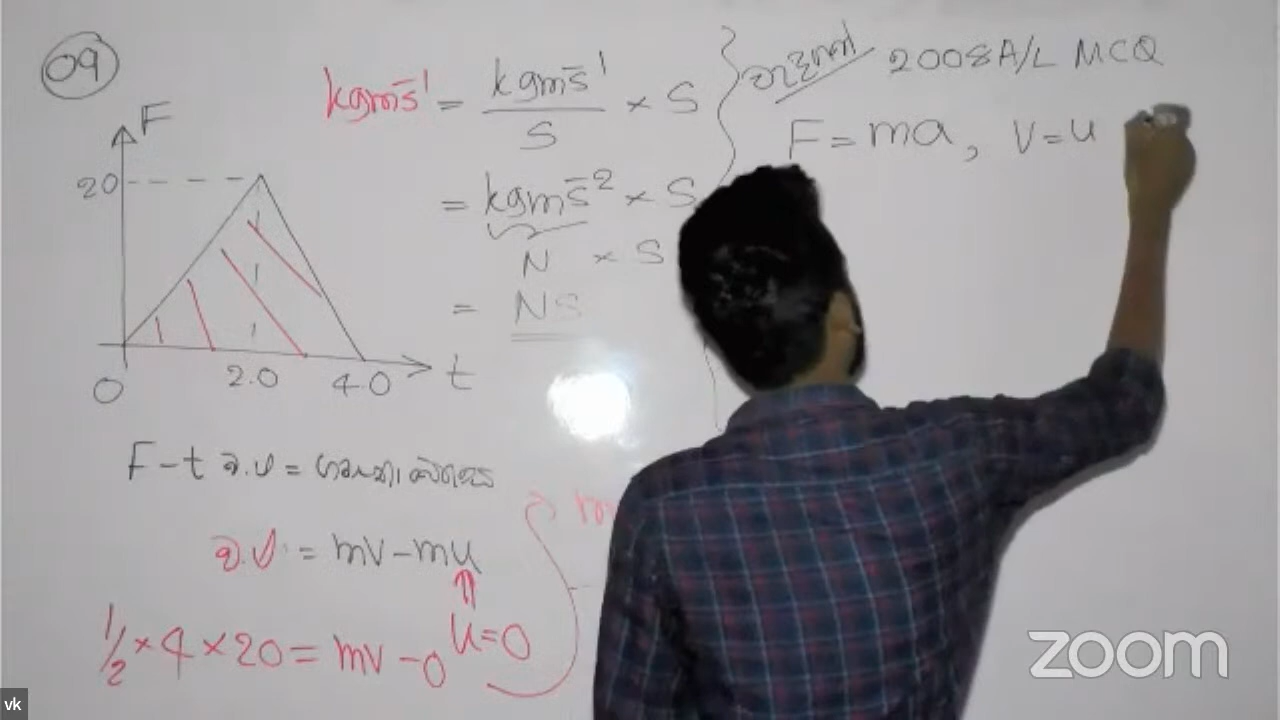 09
F
20
O
2.0
4.0
t
kgms⁻¹ = kgms⁻¹ / S × S
= kgms⁻² × S
N × S
= NS
2008 A/L MCQ
F = ma, V = u
F-t ව.ඵ =
ව.ඵ = mv - mu
u=0
1/2 × 4 × 20 = mv - 0
m
zoom
vk